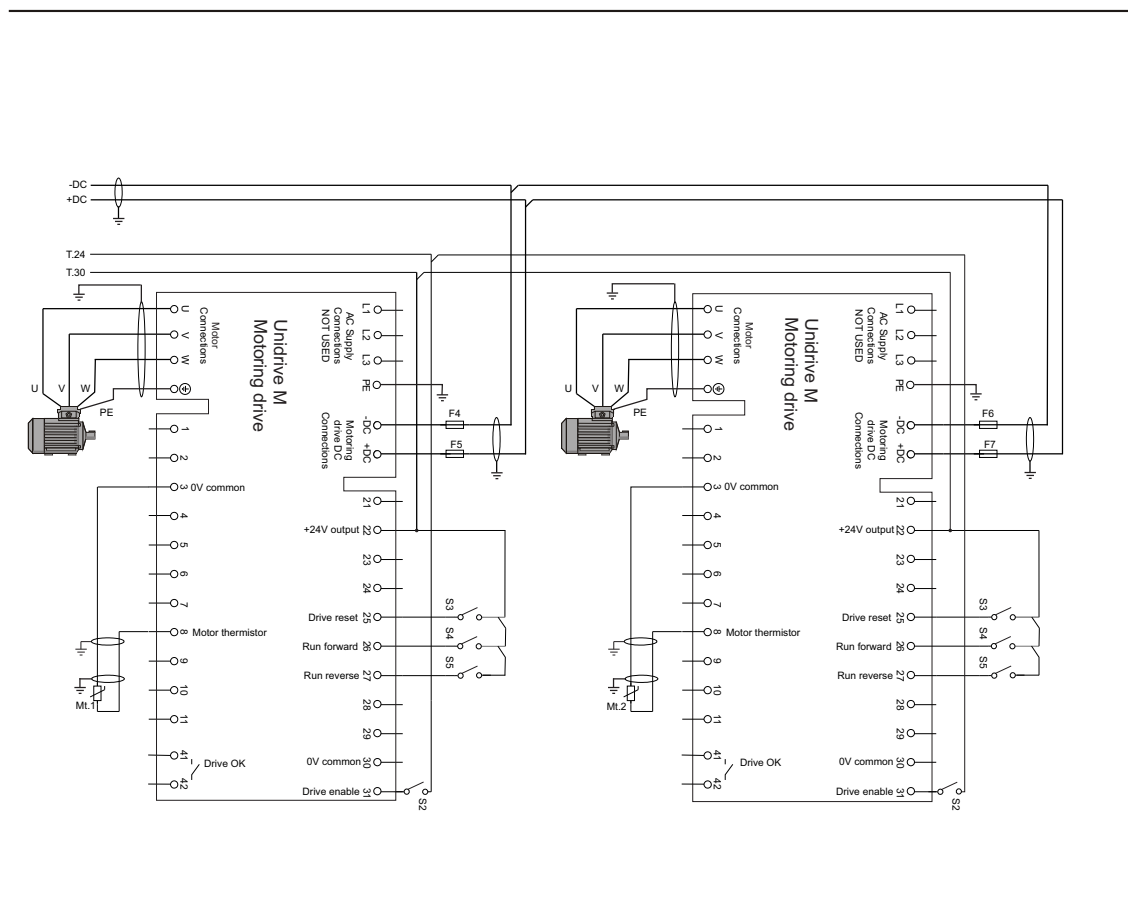 -DC
+DC
T.24
T.30
U
V
W
PE
U
V
W
Motor
Connections
Unidrive M
Motoring drive
AC Supply
Connections
NOT USED
L1
L2
L3
PE
Motoring
drive DC
Connections
-DC
+DC
F4
F5
1
2
3 0V common
4
5
6
7
8 Motor thermistor
9
10
11
41
42
Drive OK
Mt.1
21
+24V output 22
23
24
Drive reset 25
Run forward 26
Run reverse 27
28
29
0V common 30
Drive enable 31
S3
S4
S5
S2
U
V
W
PE
U
V
W
Motor
Connections
Unidrive M
Motoring drive
AC Supply
Connections
NOT USED
L1
L2
L3
PE
Motoring
drive DC
Connections
-DC
+DC
F6
F7
1
2
3 0V common
4
5
6
7
8 Motor thermistor
9
10
11
41
42
Drive OK
Mt.2
21
+24V output 22
23
24
Drive reset 25
Run forward 26
Run reverse 27
28
29
0V common 30
Drive enable 31
S3
S4
S5
S2